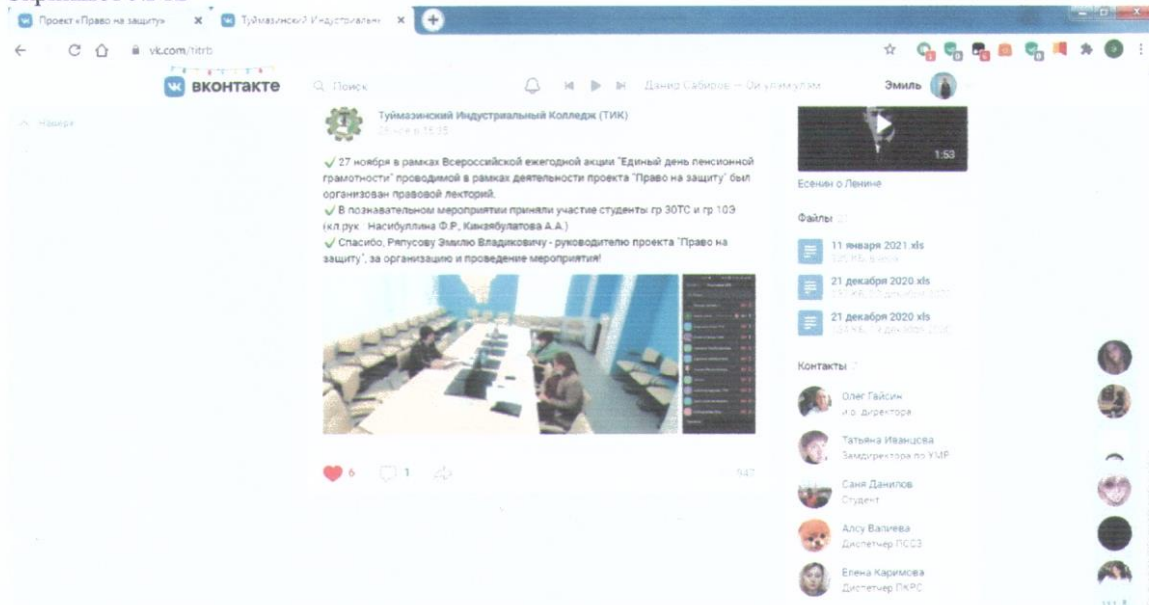 Проект «Право на защиту»
Туймазинский Индустриальн
vk.com/titrb
вконтакте
Поиск
Данир Сабиров –
Эмиль
Наверх
Туймазинский Индустриальный Колледж (ТИК)
✓ 27 ноября в рамках Всероссийской ежегодной акции "Единый день пенсионной
грамотности" проводимой в рамках деятельности проекта "Право на защиту" был
организован правовой лекторий.
✓ В познавательном мероприятии приняли участие студенты гр 30ТС и гр 10Э
(кл.рук. Насибуллина Ф.Р., Кинзябулатова А.А.)
✓ Спасибо, Ряпусову Эмилю Владиковичу - руководителю проекта "Право на
защиту", за организацию и проведение мероприятия!
6
1
1:53
Есенин о Ленине
Файлы
11 января 2021.xls
21 декабря 2020.xls
21 декабря 2020.xls
Контакты
Олег Гайсин
и.о. директора
Татьяна Иванцова
Замдиректора по УМР
Саня Данилов
Студент
Алсу Валиева
Диспетчер ПССЗ
Елена Каримова
Диспетчер ПКРС